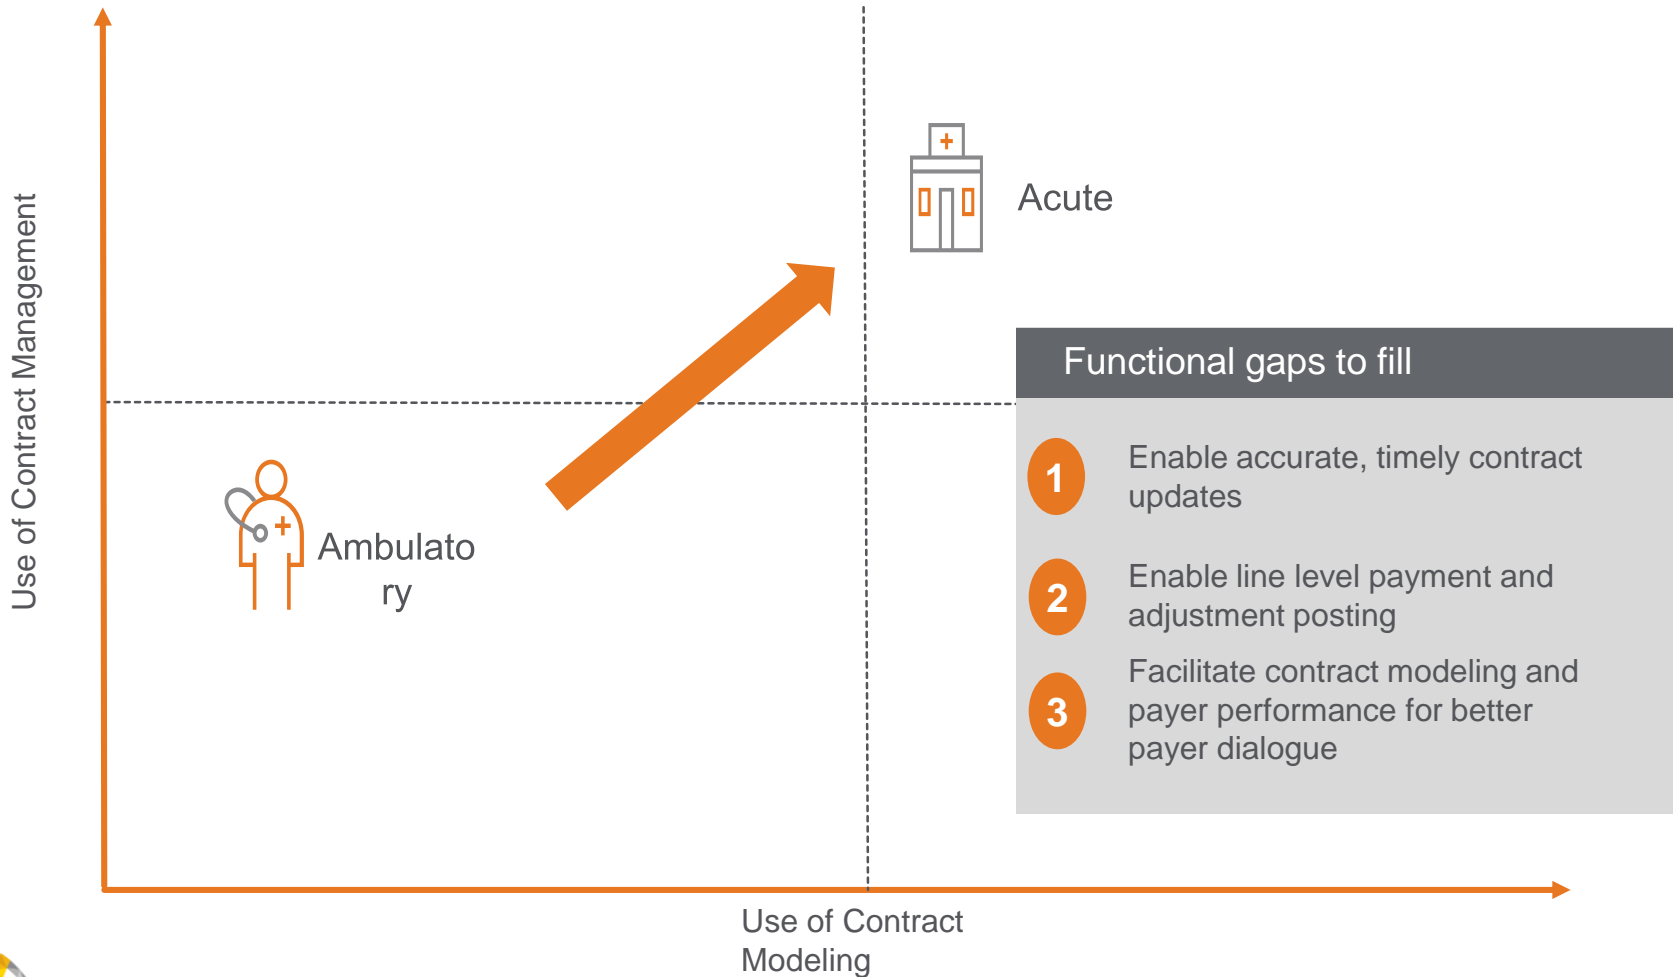 Use of Contract Management
Acute
Ambulato
ry
Functional gaps to fill
1
Enable accurate, timely contract
updates
2
Enable line level payment and
adjustment posting
3
Facilitate contract modeling and
payer performance for better
payer dialogue
Use of Contract
Modeling